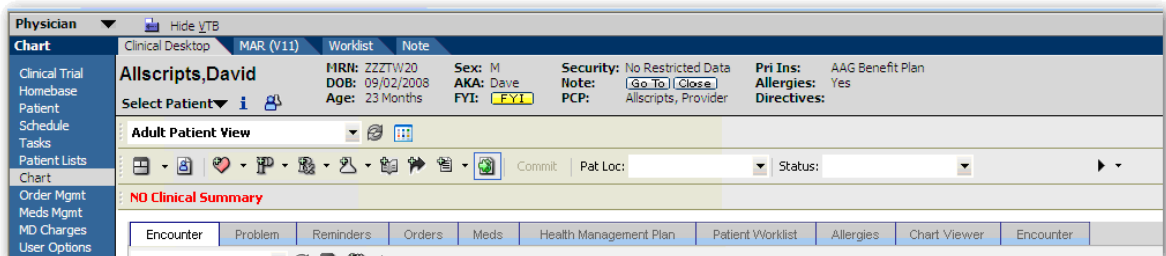 Physician Hide VTB
Chart Clinical Desktop MAR (V11) Worklist Note
Clinical Trial
Homebase
Patient
Schedule
Tasks
Patient Lists
Chart
Order Mgmt
Meds Mgmt
MD Charges
User Options
Allscripts,David MRN: ZZZTW20 Sex: M Security: No Restricted Data Pri Ins: AAG Benefit Plan
DOB: 09/02/2008 AKA: Dave Note: Go To Close Allergies: Yes
Select Patient i Age: 23 Months FYI: FYI PCP: Allscripts, Provider Directives:
Adult Patient View
Commit Pat Loc: Status:
NO Clinical Summary
Encounter Problem Reminders Orders Meds Health Management Plan Patient Worklist Allergies Chart Viewer Encounter